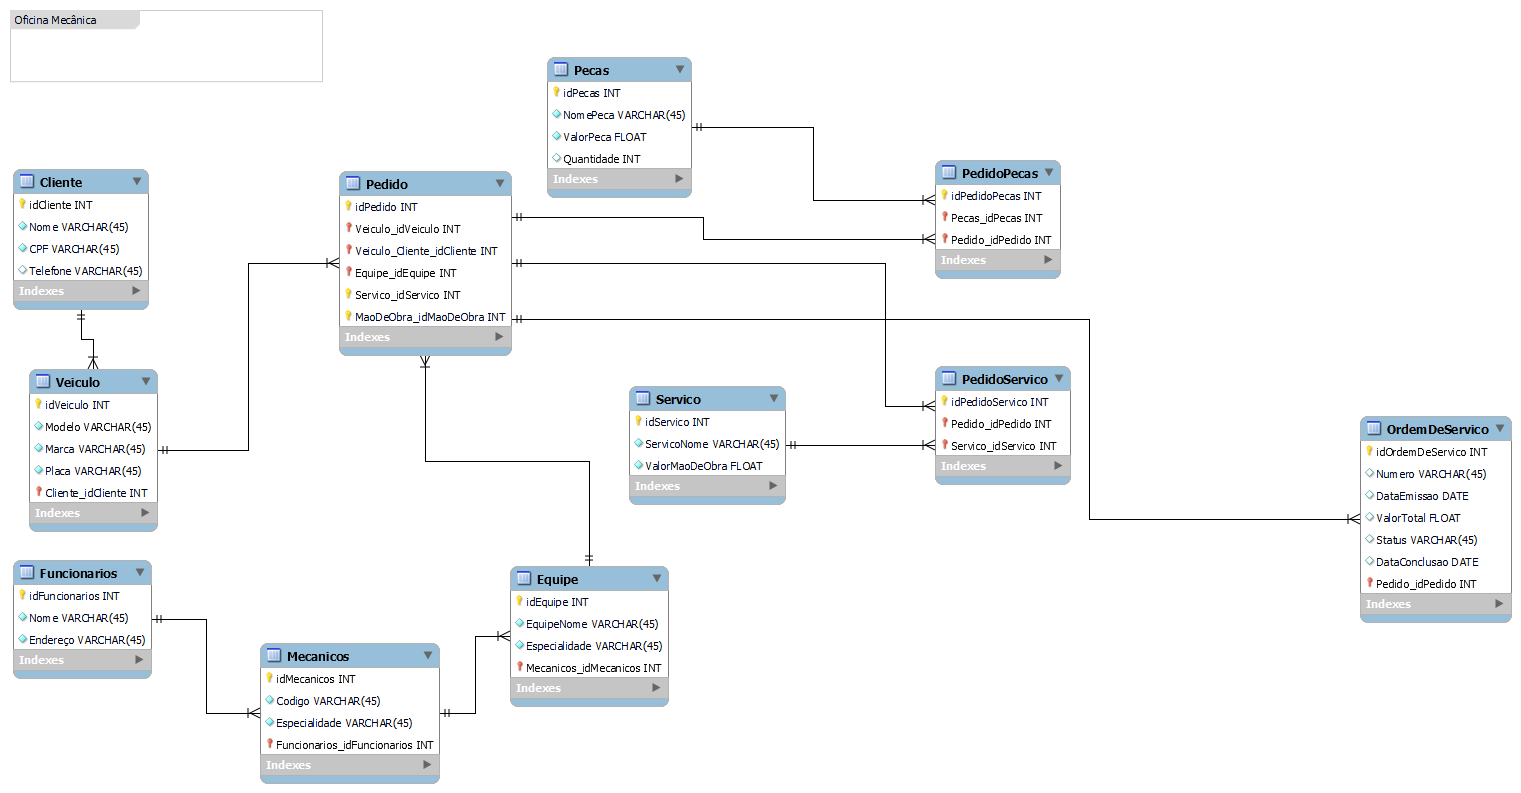 Oficina Mecânica
Pecas
idPecas INT
NomePeca VARCHAR(45)
ValorPeca FLOAT
Quantidade INT
Indexes
PedidoPecas
idPedidoPecas INT
Pecas_idPecas INT
Pedido_idPedido INT
Indexes
Cliente
idCliente INT
Nome VARCHAR(45)
CPF VARCHAR(45)
Telefone VARCHAR(45)
Indexes
Pedido
idPedido INT
Veiculo_idVeiculo INT
Veiculo_Cliente_idCliente INT
Equipe_idEquipe INT
Servico_idServico INT
MaoDeObra_idMaoDeObra INT
Indexes
Veiculo
idVeiculo INT
Modelo VARCHAR(45)
Marca VARCHAR(45)
Placa VARCHAR(45)
Cliente_idCliente INT
Indexes
Servico
idServico INT
ServicoNome VARCHAR(45)
ValorMaoDeObra FLOAT
Indexes
PedidoServico
idPedidoServico INT
Pedido_idPedido INT
Servico_idServico INT
Indexes
OrdemDeServico
idOrdemDeServico INT
Numero VARCHAR(45)
DataEmissao DATE
ValorTotal FLOAT
Status VARCHAR(45)
DataConclusao DATE
Pedido_idPedido INT
Indexes
Funcionarios
idFuncionarios INT
Nome VARCHAR(45)
Endereço VARCHAR(45)
Indexes
Mecanicos
idMecanicos INT
Codigo VARCHAR(45)
Especialidade VARCHAR(45)
Funcionarios_idFuncionarios INT
Indexes
Equipe
idEquipe INT
EquipeNome VARCHAR(45)
Especialidade VARCHAR(45)
Mecanicos_idMecanicos INT
Indexes